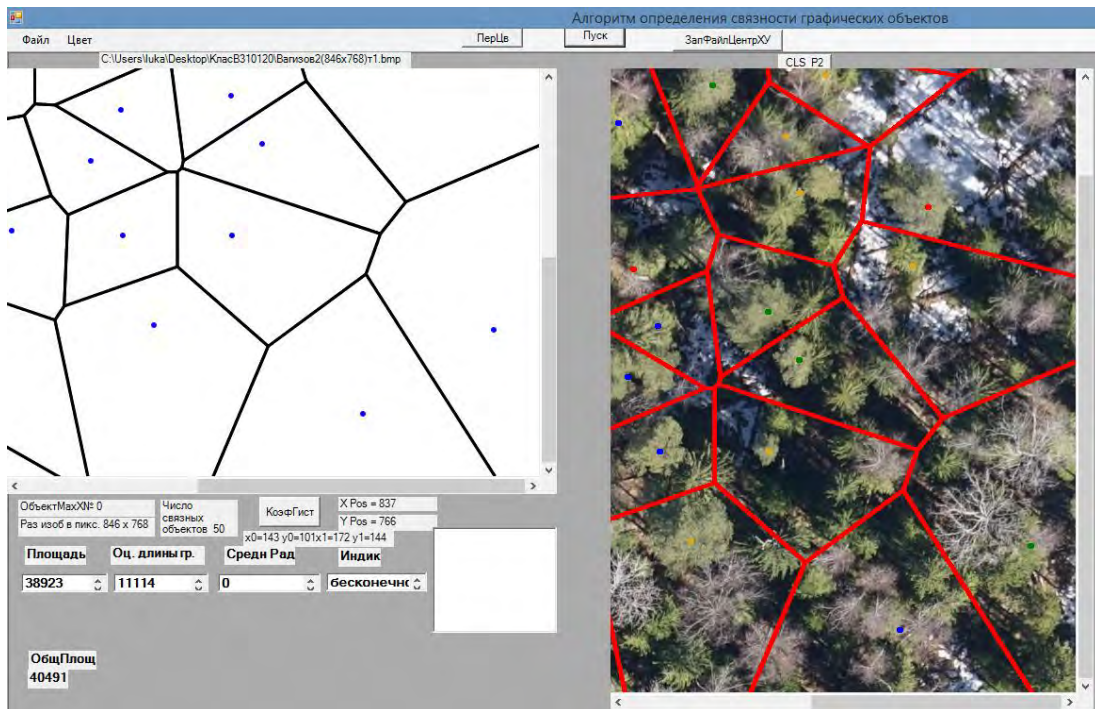 Алгоритм определения связности графических объектов
Файл Цвет ПерЦв Пуск ЗапФайлЦентрXY
C:\Users\luka\Desktop\КласВ310120\Вагизов2(846x768)т1.bmp
CLS P2
ОбъектMaxXN№ 0
Раз изоб в пикс. 846 x 768
Число
связных
объектов 50
КоэфГист
X Pos = 837
Y Pos = 766
x0=143 y0=101x1=172 y1=144
Площадь Оц. длины гр. Средн Рад Индик
38923 11114 0 бесконечно
ОбщПлощ
40491